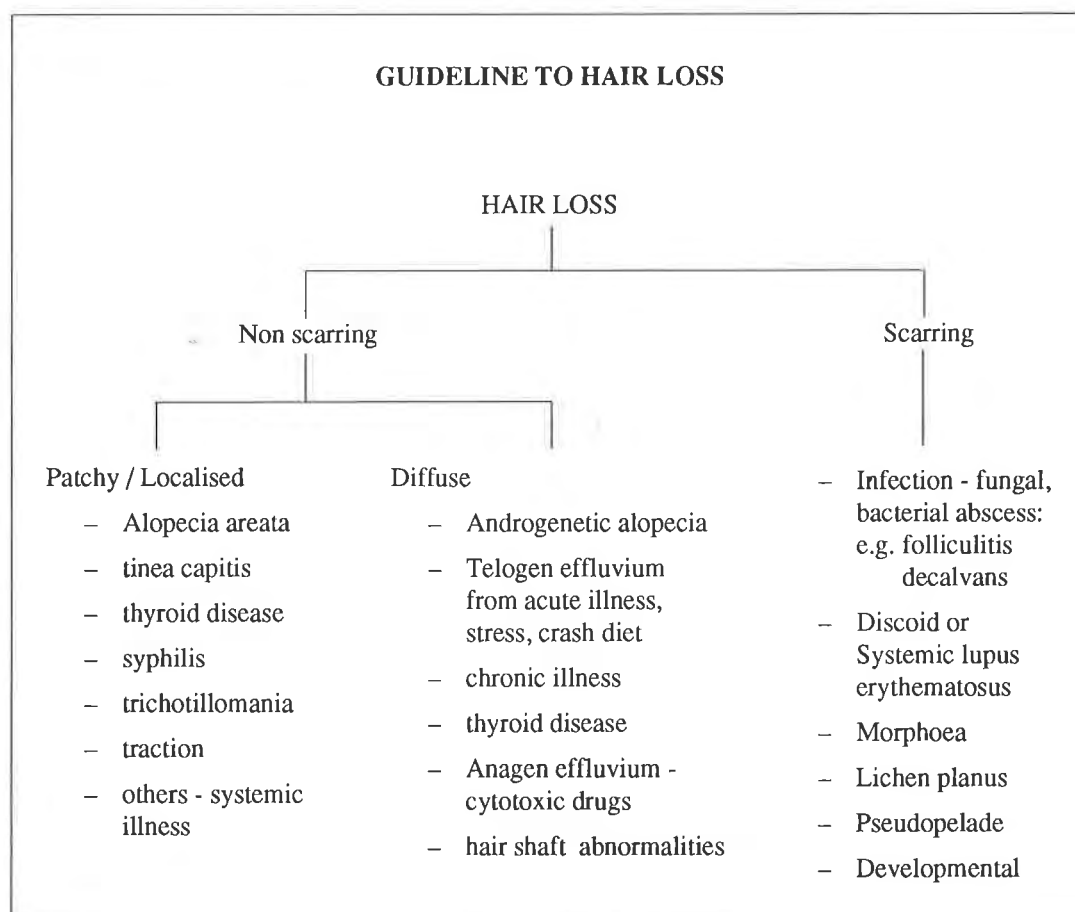 GUIDELINE TO HAIR LOSS
HAIR LOSS
Non scarring
Scarring
Patchy / Localised
– Alopecia areata
– tinea capitis
– thyroid disease
– syphilis
– trichotillomania
– traction
– others - systemic
illness
Diffuse
– Androgenetic alopecia
– Telogen effluvium
from acute illness,
stress, crash diet
– chronic illness
– thyroid disease
– Anagen effluvium -
cytotoxic drugs
– hair shaft abnormalities
– Infection - fungal,
bacterial abscess:
e.g. folliculitis
decalvans
– Discoid or
Systemic lupus
erythematosus
– Morphoea
– Lichen planus
– Pseudopelade
– Developmental